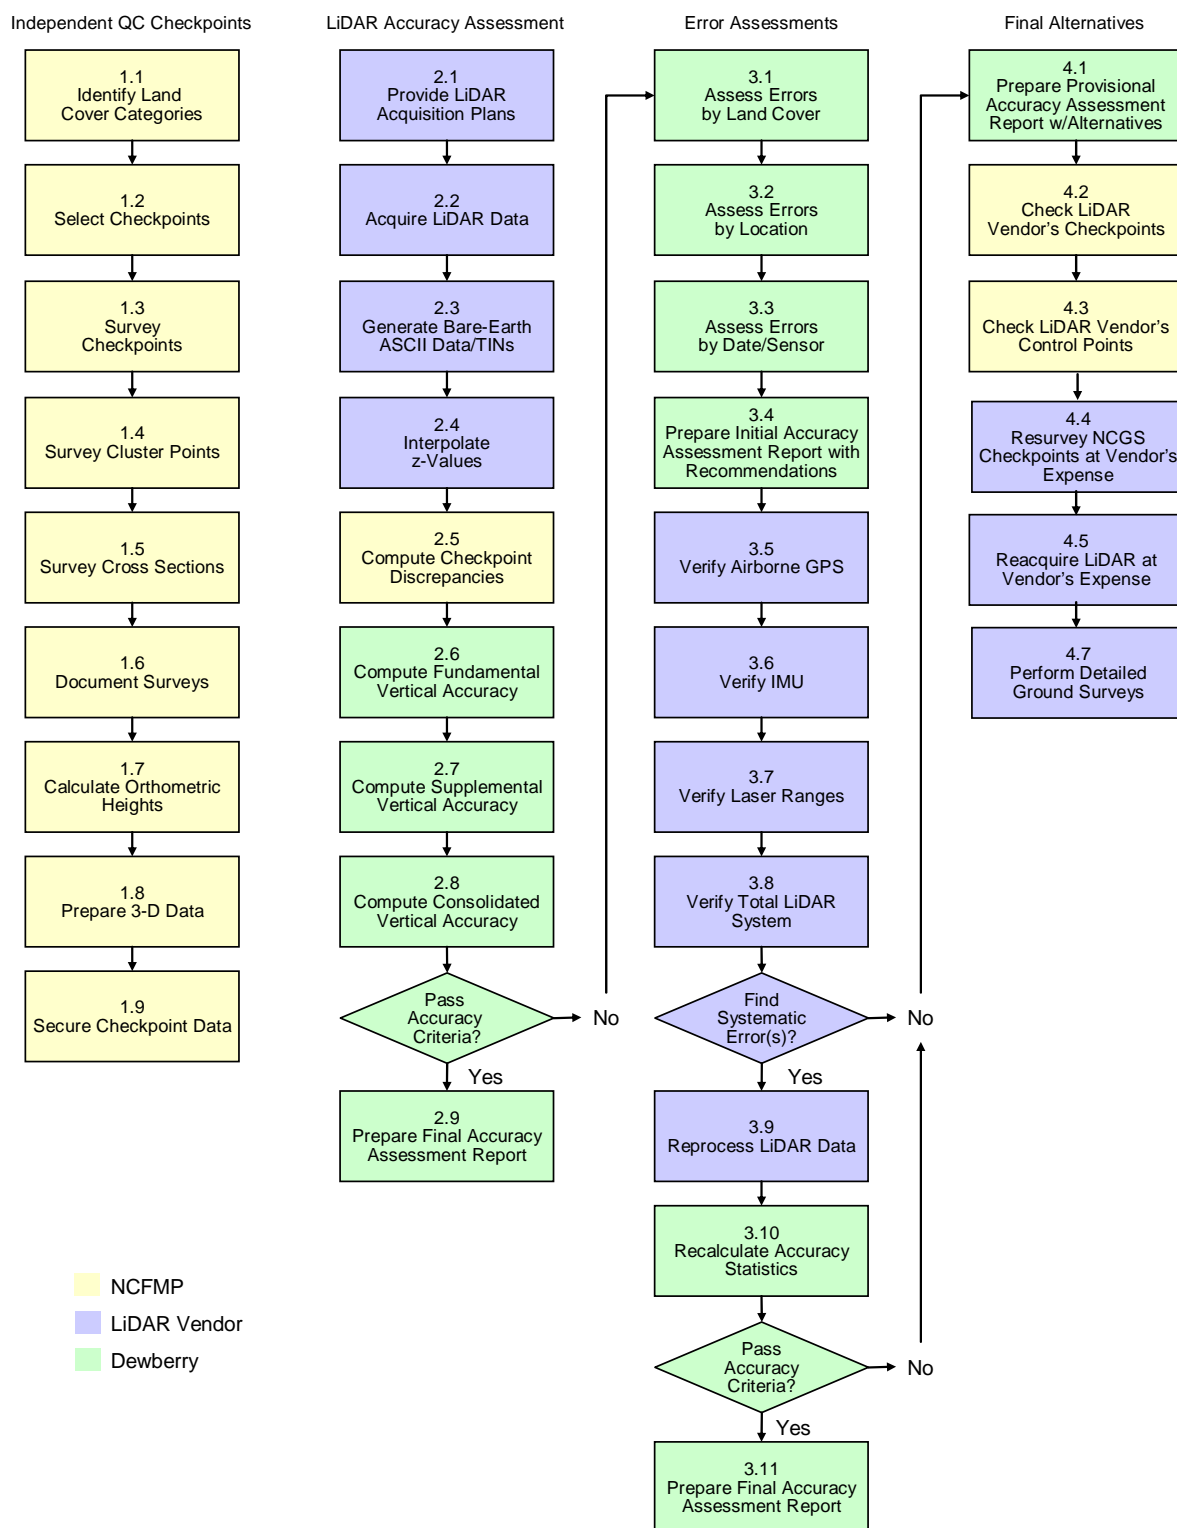 Independent QC Checkpoints
1.1
Identify Land
Cover Categories
1.2
Select Checkpoints
1.3
Survey
Checkpoints
1.4
Survey Cluster Points
1.5
Survey Cross Sections
1.6
Document Surveys
1.7
Calculate Orthometric
Heights
1.8
Prepare 3-D Data
1.9
Secure Checkpoint Data
LiDAR Accuracy Assessment
2.1
Provide LiDAR
Acquisition Plans
2.2
Acquire LiDAR Data
2.3
Generate Bare-Earth
ASCII Data/TINs
2.4
Interpolate
z-Values
2.5
Compute Checkpoint
Discrepancies
2.6
Compute Fundamental
Vertical Accuracy
2.7
Compute Supplemental
Vertical Accuracy
2.8
Compute Consolidated
Vertical Accuracy
Pass
Accuracy
Criteria?
No
Yes
2.9
Prepare Final Accuracy
Assessment Report
Error Assessments
3.1
Assess Errors
by Land Cover
3.2
Assess Errors
by Location
3.3
Assess Errors
by Date/Sensor
3.4
Prepare Initial Accuracy
Assessment Report with
Recommendations
3.5
Verify Airborne GPS
3.6
Verify IMU
3.7
Verify Laser Ranges
3.8
Verify Total LiDAR
System
Find
Systematic
Error(s)?
No
Yes
3.9
Reprocess LiDAR Data
3.10
Recalculate Accuracy
Statistics
Pass
Accuracy
Criteria?
No
Yes
3.11
Prepare Final Accuracy
Assessment Report
Final Alternatives
4.1
Prepare Provisional
Accuracy Assessment
Report w/Alternatives
4.2
Check LiDAR
Vendor's Checkpoints
4.3
Check LiDAR Vendor's
Control Points
4.4
Resurvey NCGS
Checkpoints at Vendor's
Expense
4.5
Reacquire LiDAR at
Vendor's Expense
4.7
Perform Detailed
Ground Surveys
NCFMP
LiDAR Vendor
Dewberry